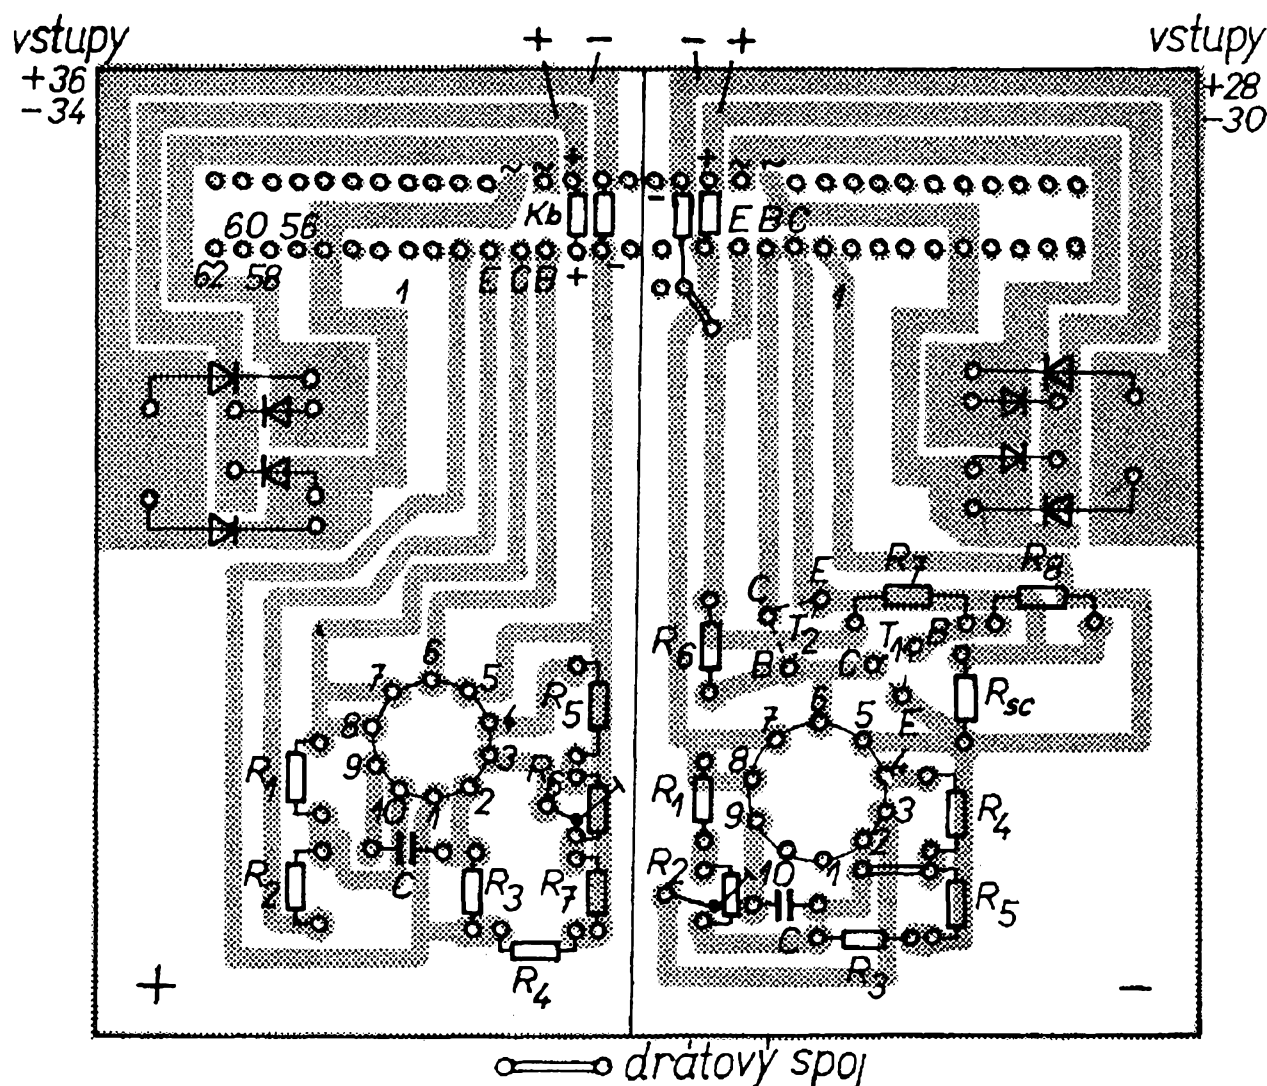 vstupy + − − + vstupy
+36 +28
−34 −30
~ ~ + + ~ ~
Kb − E B C
60 56
62 58 1 E C B + − 1
R7 R8
C E
R6 T2 T1 B
B C
6
7 5 R5 Rsc
8 4 6 E
9 3 R6 7 5
R1 10 1 2 8 4
R1 9 3 R4
R2 C R3 R7 R2 10 1 2
R5
C
R4 R3
+ −
drátový spoj